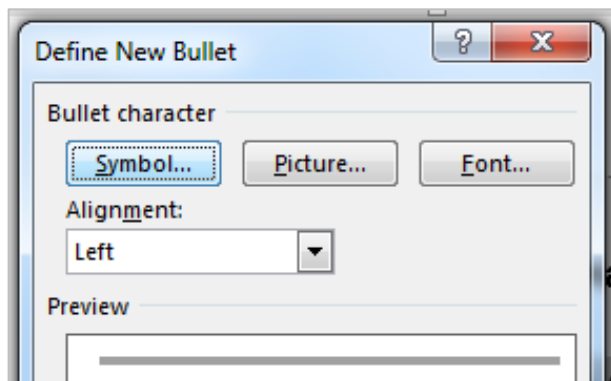 Define New Bullet
Bullet character
Symbol... Picture... Font...
Alignment:
Left
Preview